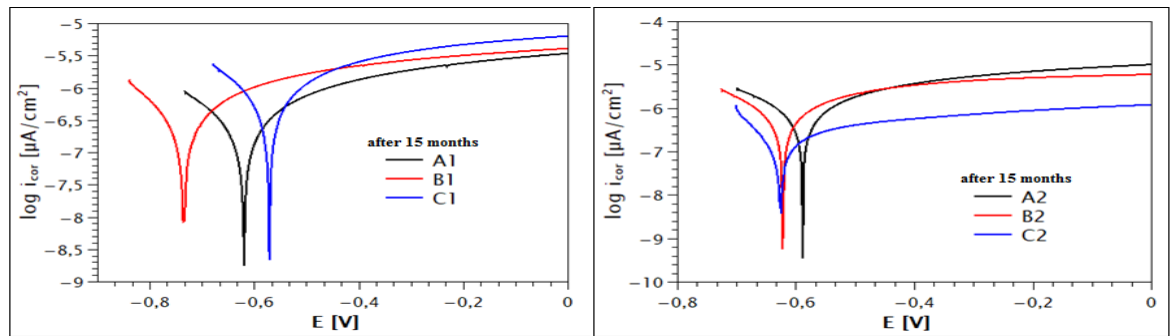 −5
−5,5
−6
−6,5
−7
−7,5
−8
−8,5
−9
log i_cor [μA/cm²]
after 15 months
A1
B1
C1
−0,8
−0,6
−0,4
−0,2
0
E [V]
−4
−5
−6
−7
−8
−9
−10
log i_cor [μA/cm²]
after 15 months
A2
B2
C2
−0,8
−0,6
−0,4
−0,2
0
E [V]